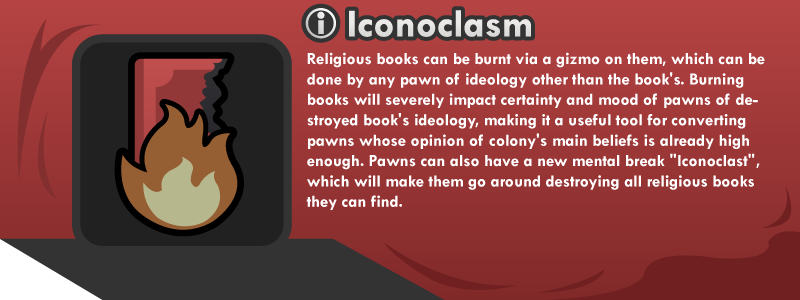 i Iconoclasm
Religious books can be burnt via a gizmo on them, which can be
done by any pawn of ideology other than the book's. Burning
books will severely impact certainty and mood of pawns of de-
stroyed book's ideology, making it a useful tool for converting
pawns whose opinion of colony's main beliefs is already high
enough. Pawns can also have a new mental break "Iconoclast",
which will make them go around destroying all religious books
they can find.